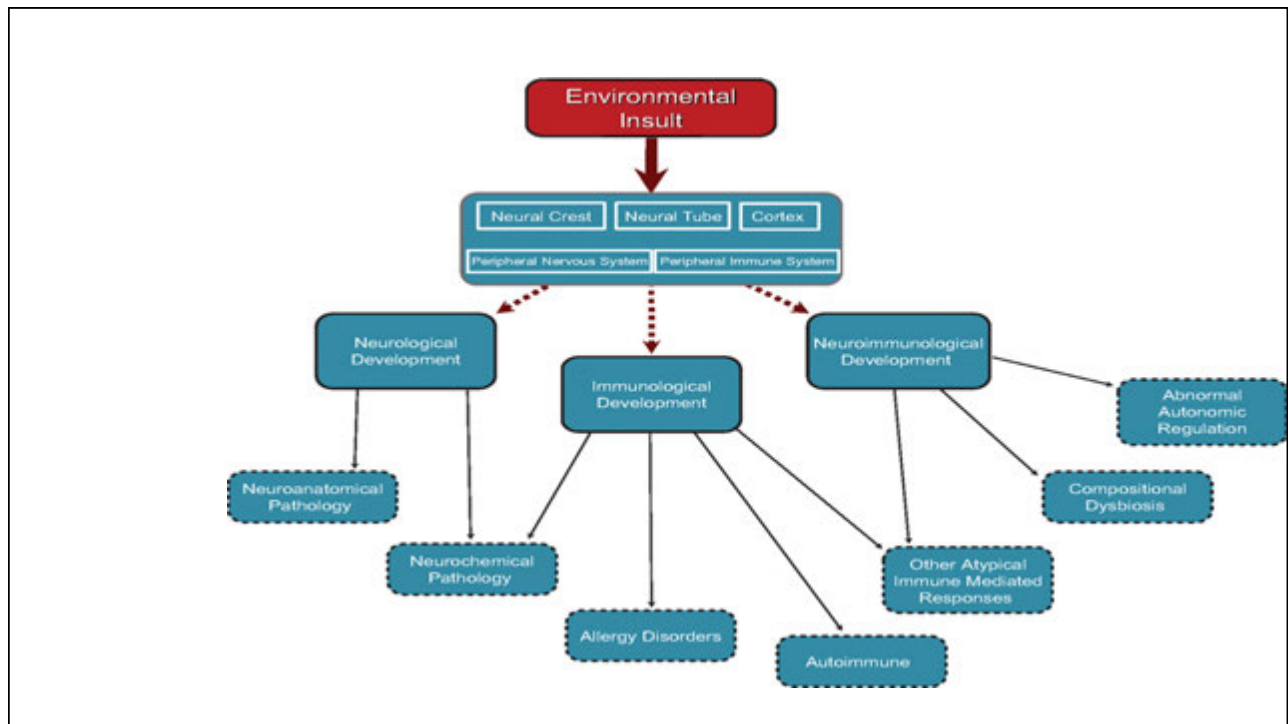 Environmental
Insult
Neural Crest
Neural Tube
Cortex
Peripheral Nervous System
Peripheral Immune System
Neurological
Development
Immunological
Development
Neuroimmunological
Development
Abnormal
Autonomic
Regulation
Neuroanatomical
Pathology
Compositional
Dysbiosis
Neurochemical
Pathology
Other Atypical
Immune Mediated
Responses
Allergy Disorders
Autoimmune